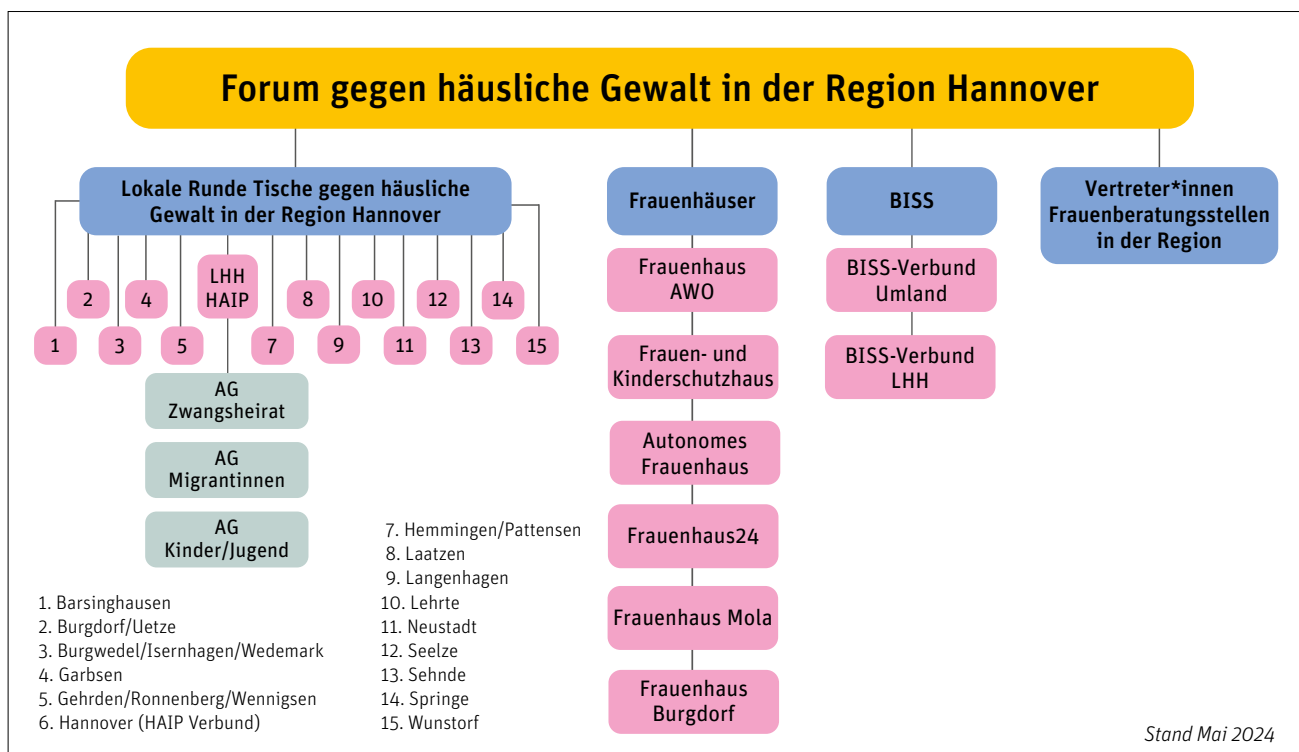 Forum gegen häusliche Gewalt in der Region Hannover
Lokale Runde Tische gegen häusliche
Gewalt in der Region Hannover
Frauenhäuser
BISS
Vertreter*innen
Frauenberatungsstellen
in der Region
1
2
3
4
5
LHH
HAIP
7
8
9
10
11
12
13
14
15
AG
Zwangsheirat
AG
Migrantinnen
AG
Kinder/Jugend
Frauenhaus
AWO
Frauen- und
Kinderschutzhaus
Autonomes
Frauenhaus
Frauenhaus24
Frauenhaus Mola
Frauenhaus
Burgdorf
BISS-Verbund
Umland
BISS-Verbund
LHH
1. Barsinghausen
2. Burgdorf/Uetze
3. Burgwedel/Isernhagen/Wedemark
4. Garbsen
5. Gehrden/Ronnenberg/Wennigsen
6. Hannover (HAIP Verbund)
7. Hemmingen/Pattensen
8. Laatzen
9. Langenhagen
10. Lehrte
11. Neustadt
12. Seelze
13. Sehnde
14. Springe
15. Wunstorf
Stand Mai 2024